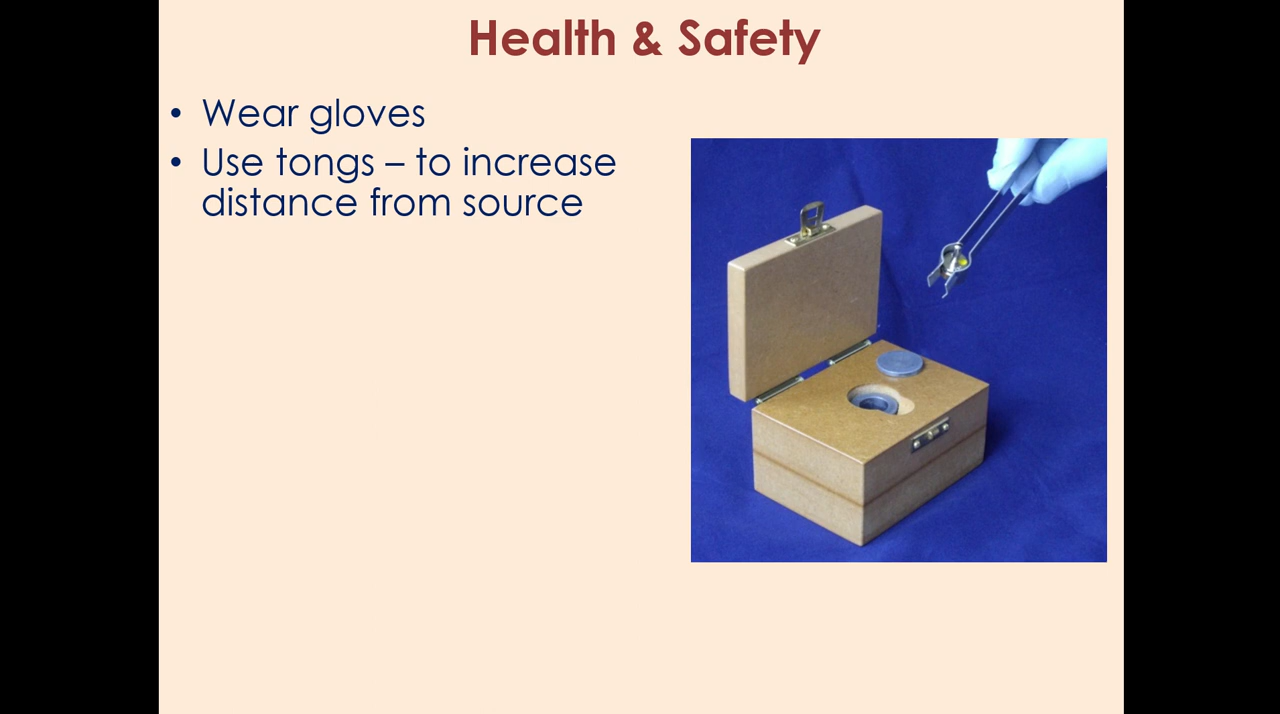 Health & Safety
• Wear gloves
• Use tongs – to increase
distance from source